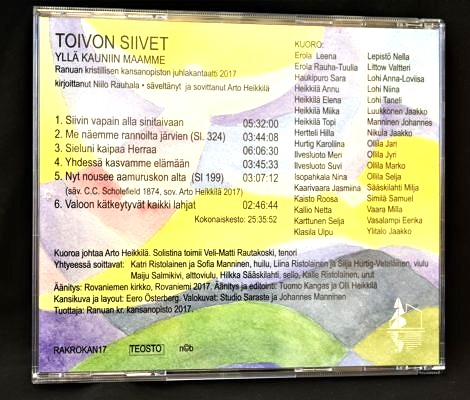 TOIVON SIIVET
YLLÄ KAUNIIN MAAMME
Ranuan kristillisen kansanopiston juhlakantaatti 2017
kirjoittanut Niilo Rauhala • säveltänyt ja sovittanut Arto Heikkilä
1. Siivin vapain alla sinitaivaan 05:32:00
2. Me näemme rannoilta järvien (Sl. 324) 03:44:08
3. Sieluni kaipaa Herraa 06:06:30
4. Yhdessä kasvamme elämään 03:45:33
5. Nyt nousee aamuruskon alta (Sl 199) 03:07:12
(säv. C.C. Scholefield 1874, sov. Arto Heikkilä 2017)
6. Valoon kätkeytyvät kaikki lahjat 02:46:44
Kokonaiskesto: 25:35:52
KUORO:
Erola Leena
Erola Rauha-Tuulia
Haukipuro Sara
Heikkilä Annu
Heikkilä Elena
Heikkilä Miika
Heikkilä Topi
Hertteli Hilla
Hurtig Karoliina
Ilvesluoto Meri
Ilvesluoto Suvi
Isopahkala Nina
Kaarivaara Jasmiina
Kaisto Roosa
Kallio Netta
Karttunen Selja
Klasila Ulpu
Lepistö Nella
Littow Valtteri
Lohi Anna-Loviisa
Lohi Niina
Lohi Taneli
Luukkonen Jaakko
Manninen Johannes
Nikula Jaakko
Ollila Jenni
Ollila Jyri
Ollila Marko
Ollila Selja
Sääskilahti Milja
Similä Samuel
Vaara Milla
Vasalampi Eerika
Ylitalo Jaakko
Kuoroa johtaa Arto Heikkilä. Solistina toimii Veli-Matti Rautakoski, tenori
Yhtyeessä soittavat: Katri Ristolainen ja Sofia Manninen, huilu, Liina Ristolainen ja Silja Hurtig-Vetelälnen, viulu
Maiju Salmikivi, alttoviulu, Hilkka Sääskilahti, sello, Kalle Ristolainen, urut
Äänitys: Rovaniemen kirkko, Rovaniemi 2017. Äänitys ja editointi: Tuomo Kangas ja Olli Heikkilä
Kansikuva ja layout: Eero Österberg. Valokuvat: Studio Saraste ja Johannes Manninen
Tuottaja: Ranuan kr. kansanopisto 2017.
RAKROKAN17 TEOSTO n©b